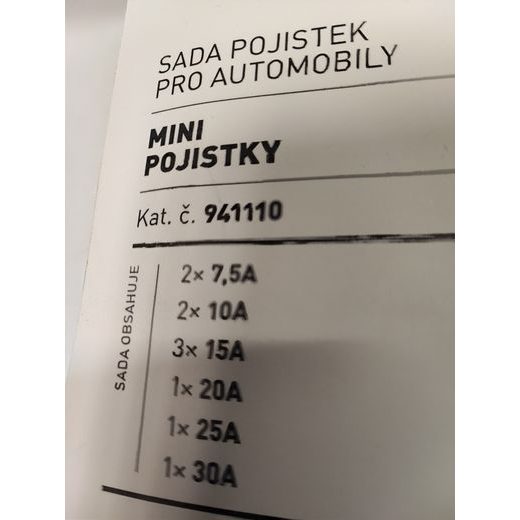 SADA POJISTEK
PRO AUTOMOBILY
MINI
POJISTKY
Kat. č. 941110
SADA OBSAHUJE
2× 7,5A
2× 10A
3× 15A
1× 20A
1× 25A
1× 30A